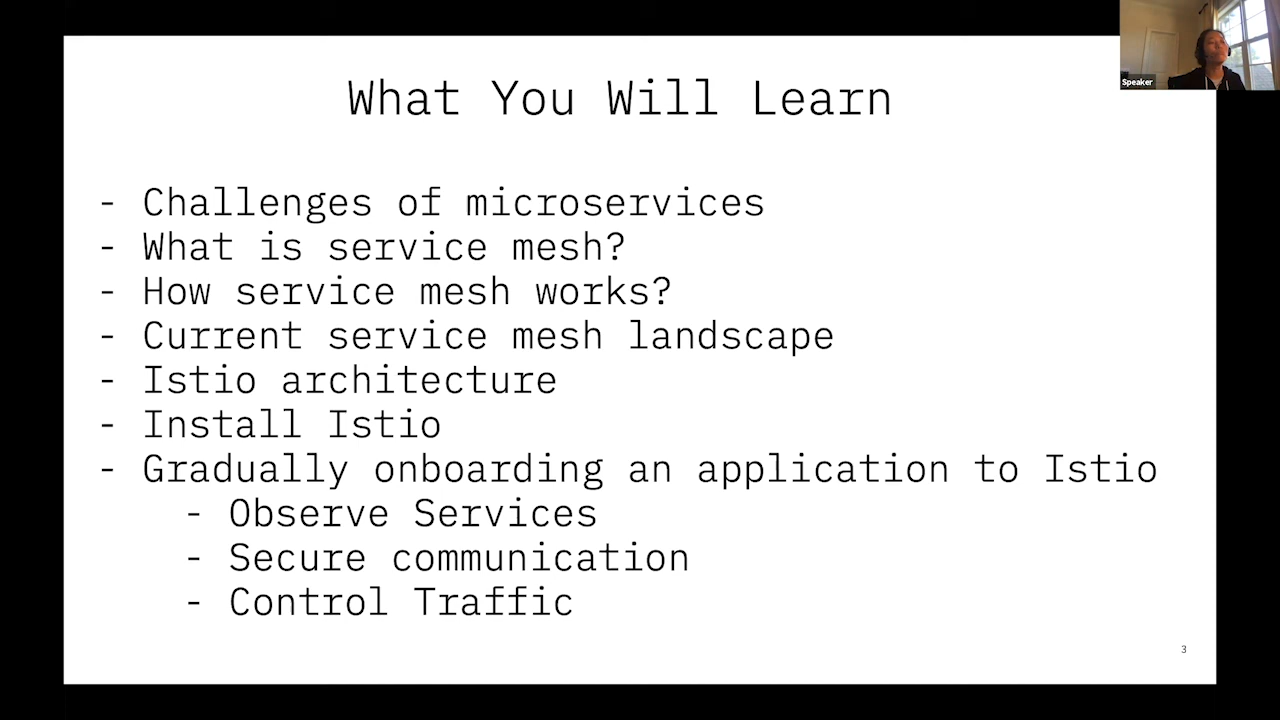 Speaker
What You Will Learn
- Challenges of microservices
- What is service mesh?
- How service mesh works?
- Current service mesh landscape
- Istio architecture
- Install Istio
- Gradually onboarding an application to Istio
- Observe Services
- Secure communication
- Control Traffic
3